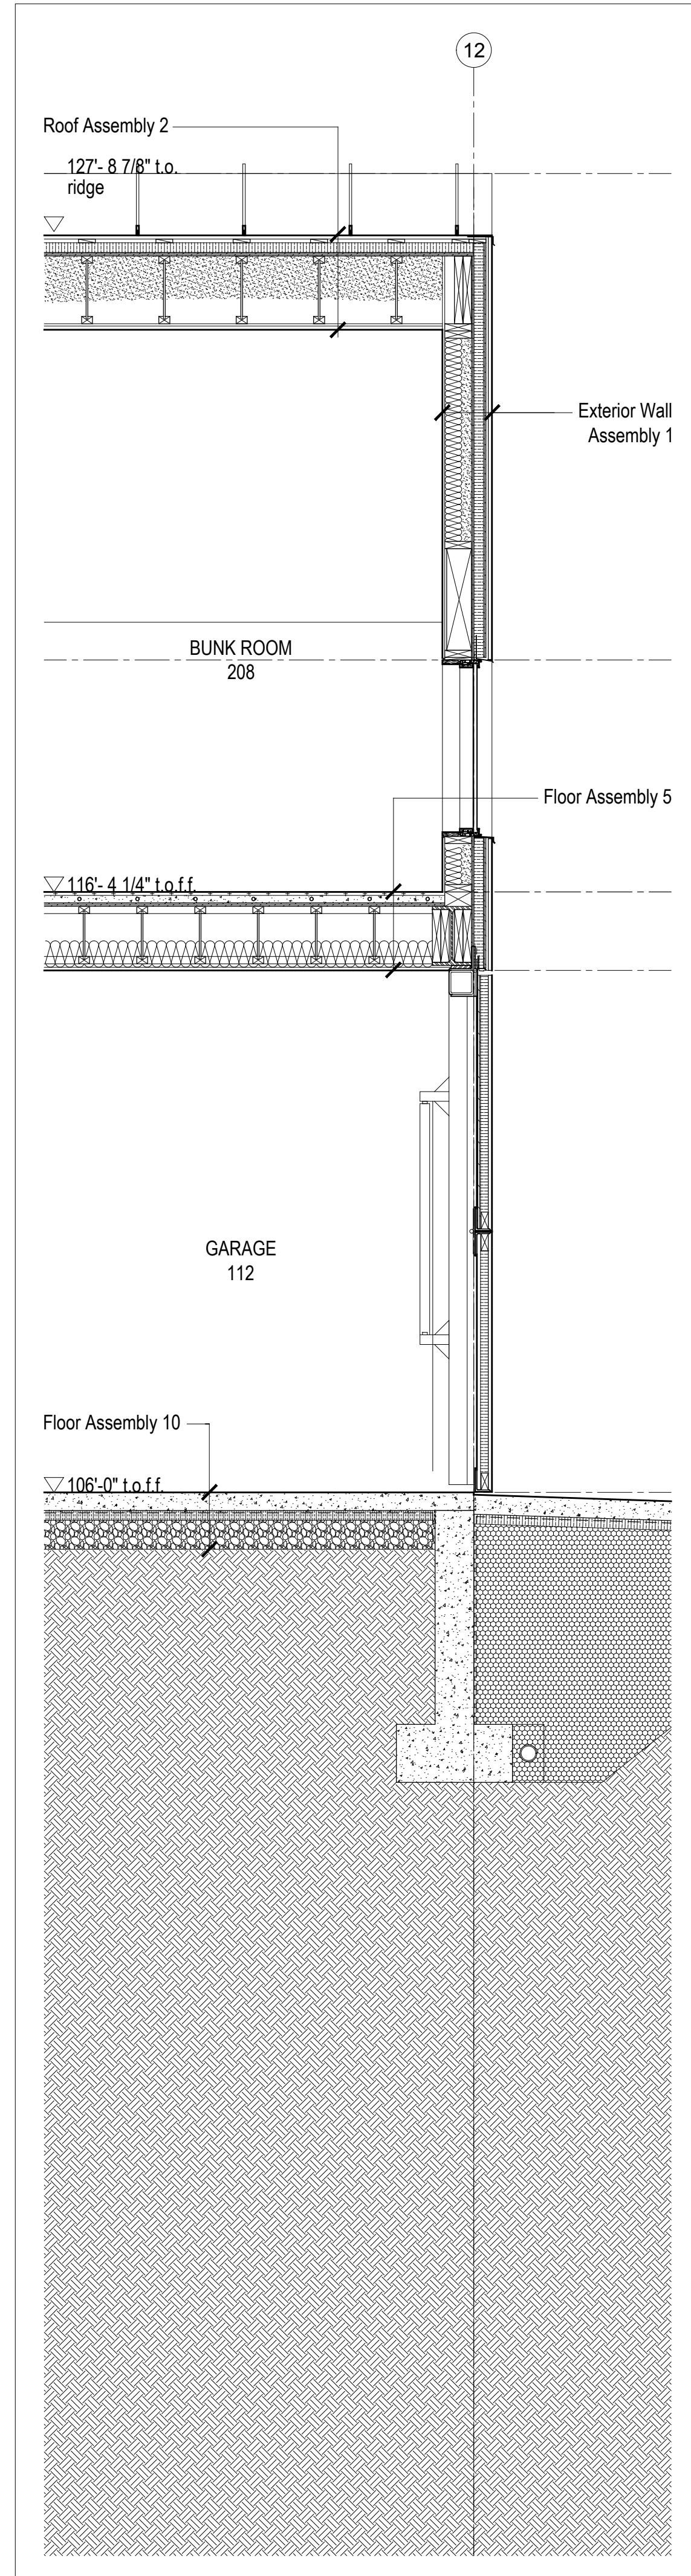 12
Roof Assembly 2
127'- 8 7/8" t.o.
ridge
Exterior Wall
Assembly 1
BUNK ROOM
208
Floor Assembly 5
116'- 4 1/4" t.o.f.f.
GARAGE
112
Floor Assembly 10
106'-0" t.o.f.f.